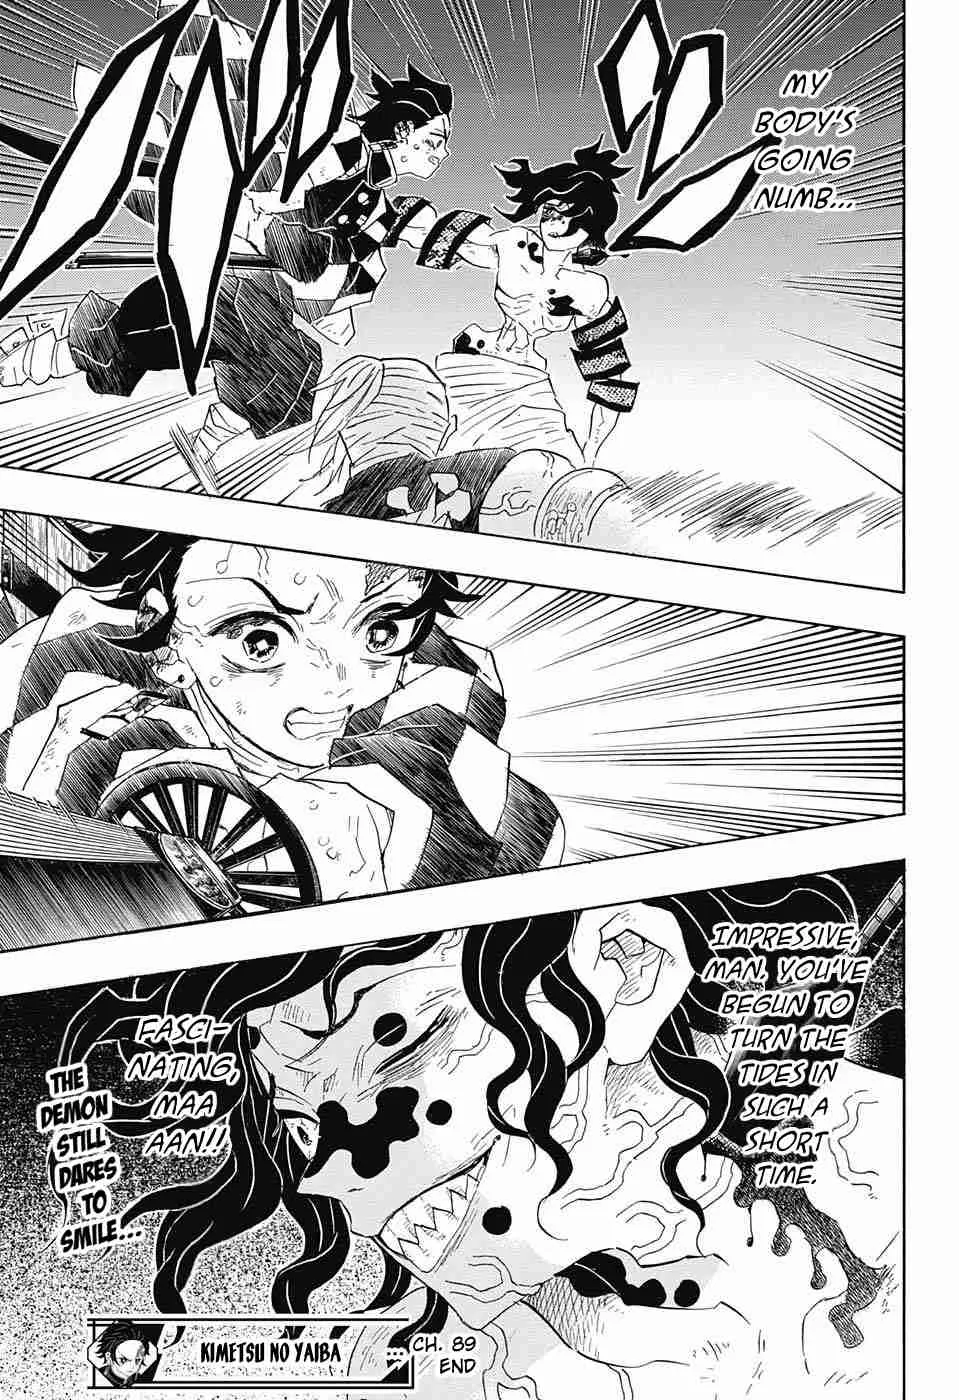 MY
BODY'S
GOING
NUMB...
IMPRESSIVE,
MAN. YOU'VE
BEGUN TO
TURN THE
TIDES IN
SUCH A
SHORT
TIME.
FASCI-
NATING,
MAA
AAN!!
THE
DEMON
STILL
DARES
TO
SMILE...
KIMETSU NO YAIBA
... CH. 89
END